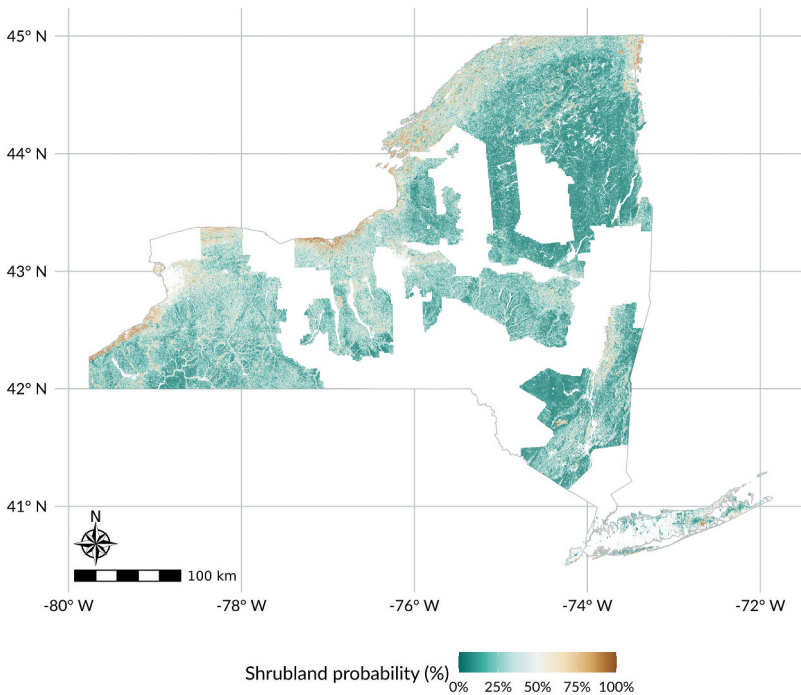 45° N
44° N
43° N
42° N
41° N
N
100 km
-80° W -78° W -76° W -74° W -72° W
Shrubland probability (%)
0% 25% 50% 75% 100%